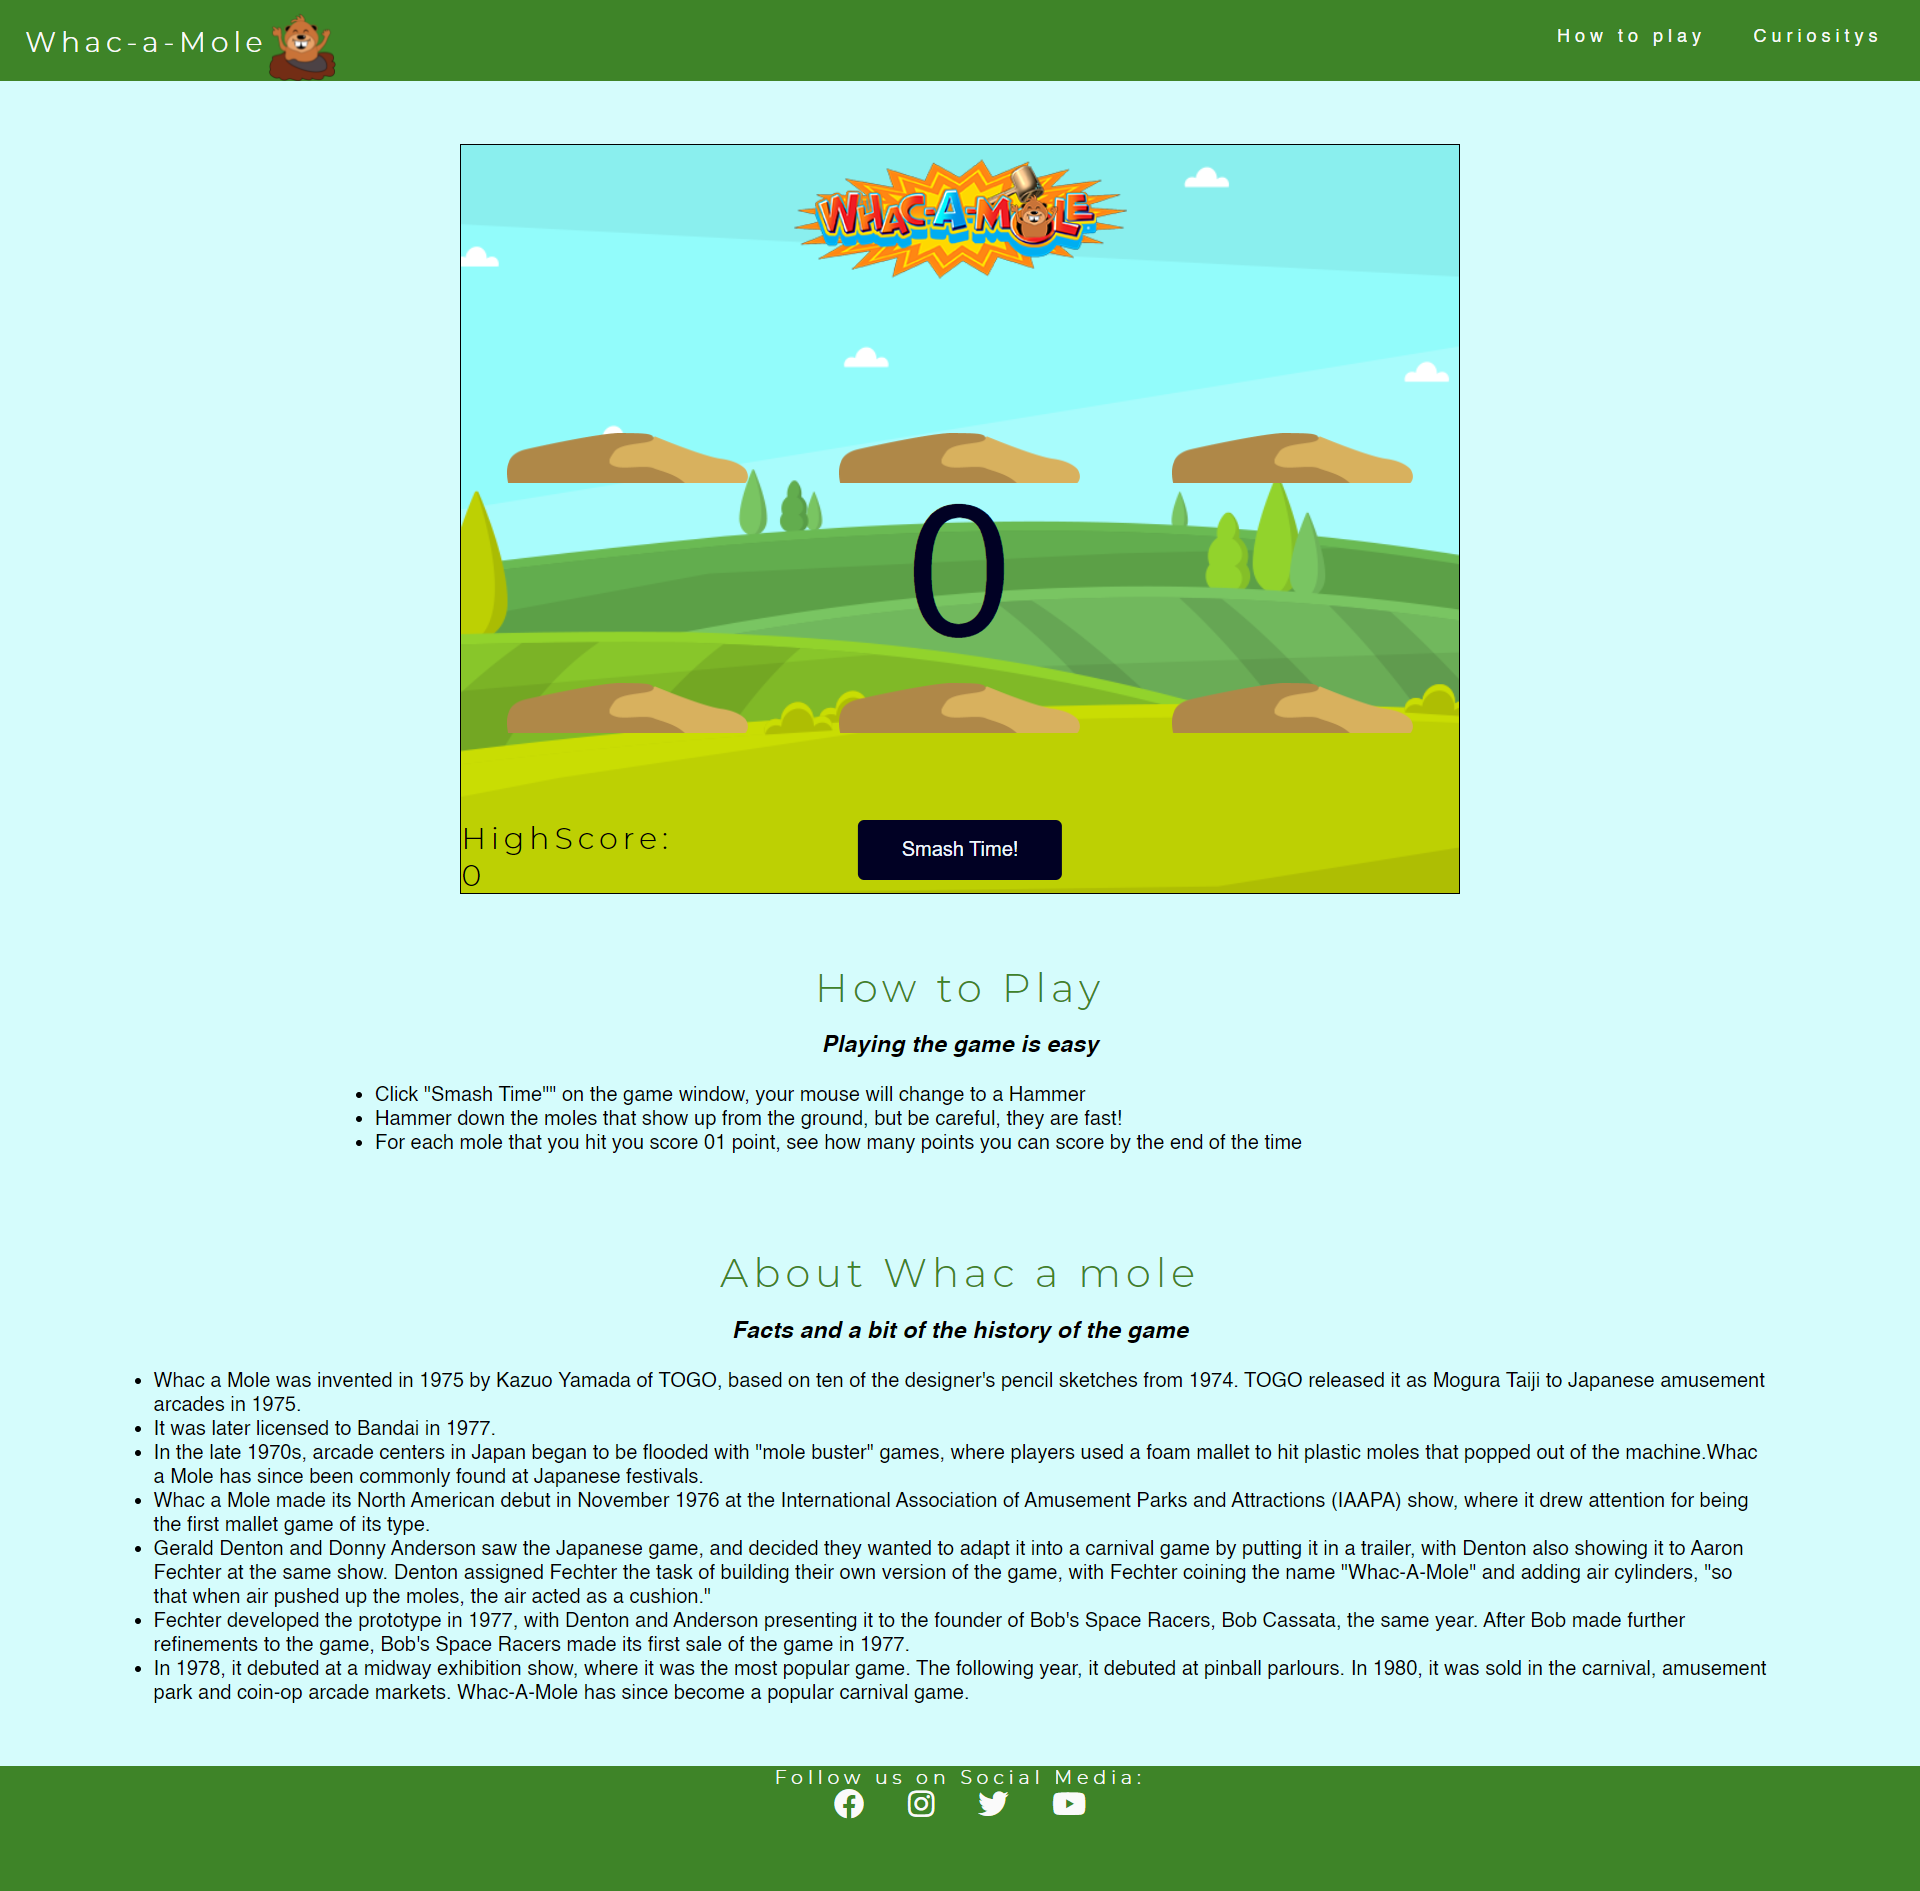 Whac-a-Mole
How to play
Curiositys
WHAC-A-MOLE
0
HighScore:
0
Smash Time!
How to Play
Playing the game is easy
Click "Smash Time"" on the game window, your mouse will change to a Hammer
Hammer down the moles that show up from the ground, but be careful, they are fast!
For each mole that you hit you score 01 point, see how many points you can score by the end of the time
About Whac a mole
Facts and a bit of the history of the game
Whac a Mole was invented in 1975 by Kazuo Yamada of TOGO, based on ten of the designer's pencil sketches from 1974. TOGO released it as Mogura Taiji to Japanese amusement
arcades in 1975.
It was later licensed to Bandai in 1977.
In the late 1970s, arcade centers in Japan began to be flooded with "mole buster" games, where players used a foam mallet to hit plastic moles that popped out of the machine.Whac
a Mole has since been commonly found at Japanese festivals.
Whac a Mole made its North American debut in November 1976 at the International Association of Amusement Parks and Attractions (IAAPA) show, where it drew attention for being
the first mallet game of its type.
Gerald Denton and Donny Anderson saw the Japanese game, and decided they wanted to adapt it into a carnival game by putting it in a trailer, with Denton also showing it to Aaron
Fechter at the same show. Denton assigned Fechter the task of building their own version of the game, with Fechter coining the name "Whac-A-Mole" and adding air cylinders, "so
that when air pushed up the moles, the air acted as a cushion."
Fechter developed the prototype in 1977, with Denton and Anderson presenting it to the founder of Bob's Space Racers, Bob Cassata, the same year. After Bob made further
refinements to the game, Bob's Space Racers made its first sale of the game in 1977.
In 1978, it debuted at a midway exhibition show, where it was the most popular game. The following year, it debuted at pinball parlours. In 1980, it was sold in the carnival, amusement
park and coin-op arcade markets. Whac-A-Mole has since become a popular carnival game.
Follow us on Social Media: